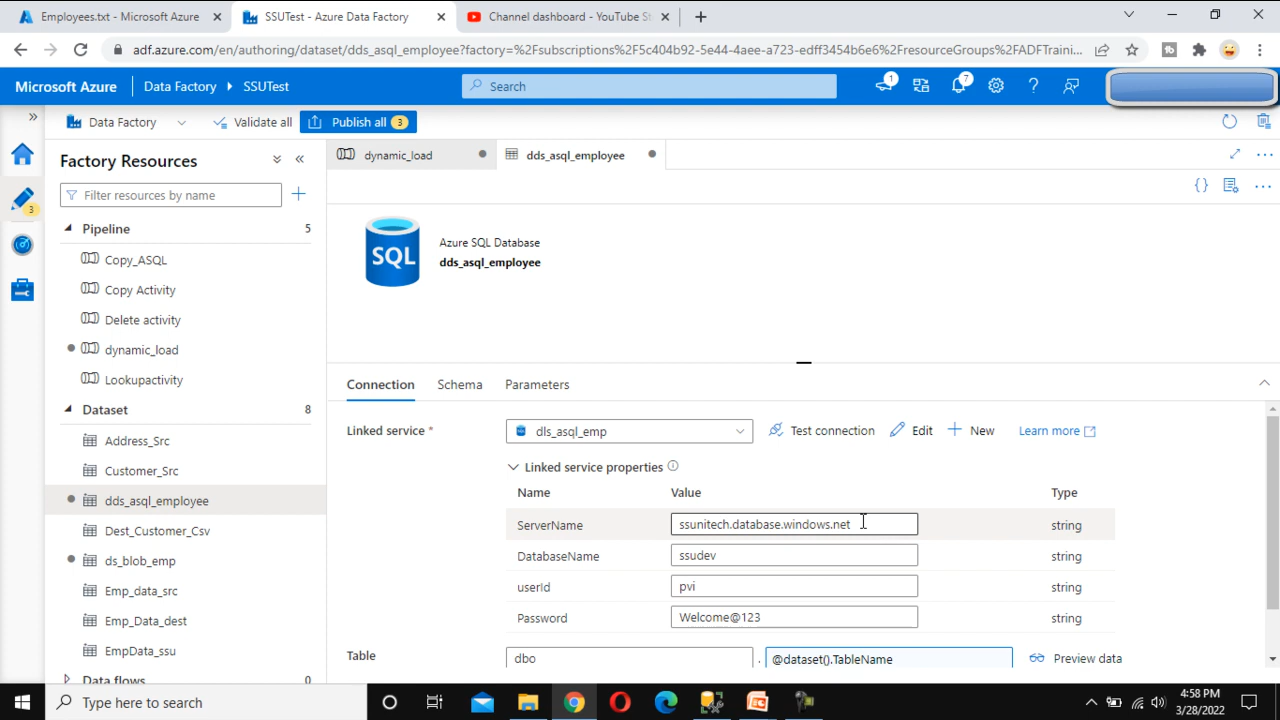 Employees.txt - Microsoft Azure
SSUTest - Azure Data Factory
Channel dashboard - YouTube S
adf.azure.com/en/authoring/dataset/dds_asql_employee?factory=%2Fsubscriptions%2F5c404b92-5e44-4aee-a723-edff3454b6e6%2FresourceGroups%2FADFTraini...
Microsoft Azure
Data Factory
SSUTest
Search
1
7
Data Factory
Validate all
Publish all
3
Factory Resources
dynamic_load
dds_asql_employee
Filter resources by name
3
Pipeline
5
Copy_ASQL
Copy Activity
Delete activity
dynamic_load
Lookupactivity
Dataset
8
Address_Src
Customer_Src
dds_asql_employee
Dest_Customer_Csv
ds_blob_emp
Emp_data_src
Emp_Data_dest
EmpData_ssu
Data flows
SQL
Azure SQL Database
dds_asql_employee
Connection
Schema
Parameters
Linked service *
dls_asql_emp
Test connection
Edit
New
Learn more
Linked service properties
Name
Value
Type
ServerName
ssunitech.database.windows.net
string
DatabaseName
ssudev
string
userId
pvi
string
Password
Welcome@123
string
Table
dbo
.
@dataset().TableName
Preview data
Type here to search
4:58 PM
3/28/2022